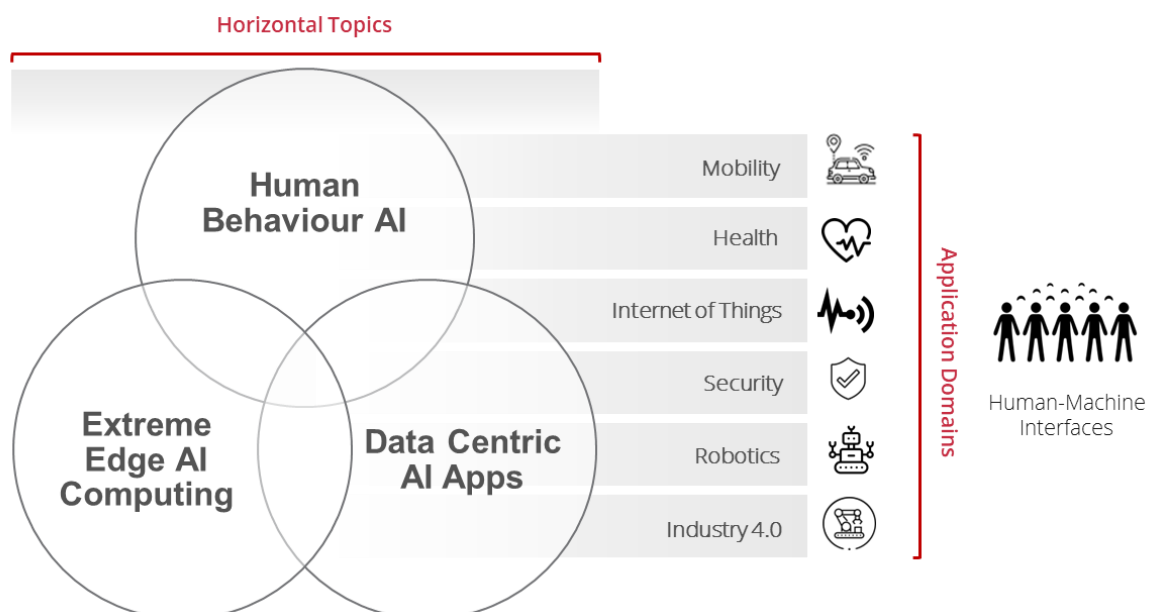 Horizontal Topics
Human
Behaviour AI
Extreme
Edge AI
Computing
Data Centric
AI Apps
Mobility
Health
Internet of Things
Security
Robotics
Industry 4.0
Application Domains
Human-Machine
Interfaces